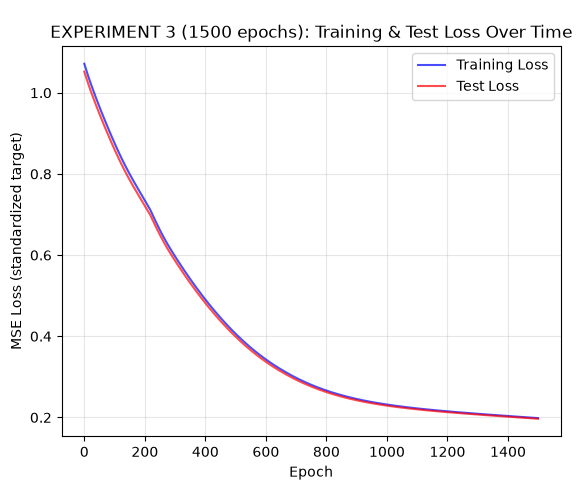 EXPERIMENT 3 (1500 epochs): Training & Test Loss Over Time
Training Loss
Test Loss
MSE Loss (standardized target)
1.0
0.8
0.6
0.4
0.2
0 200 400 600 800 1000 1200 1400
Epoch